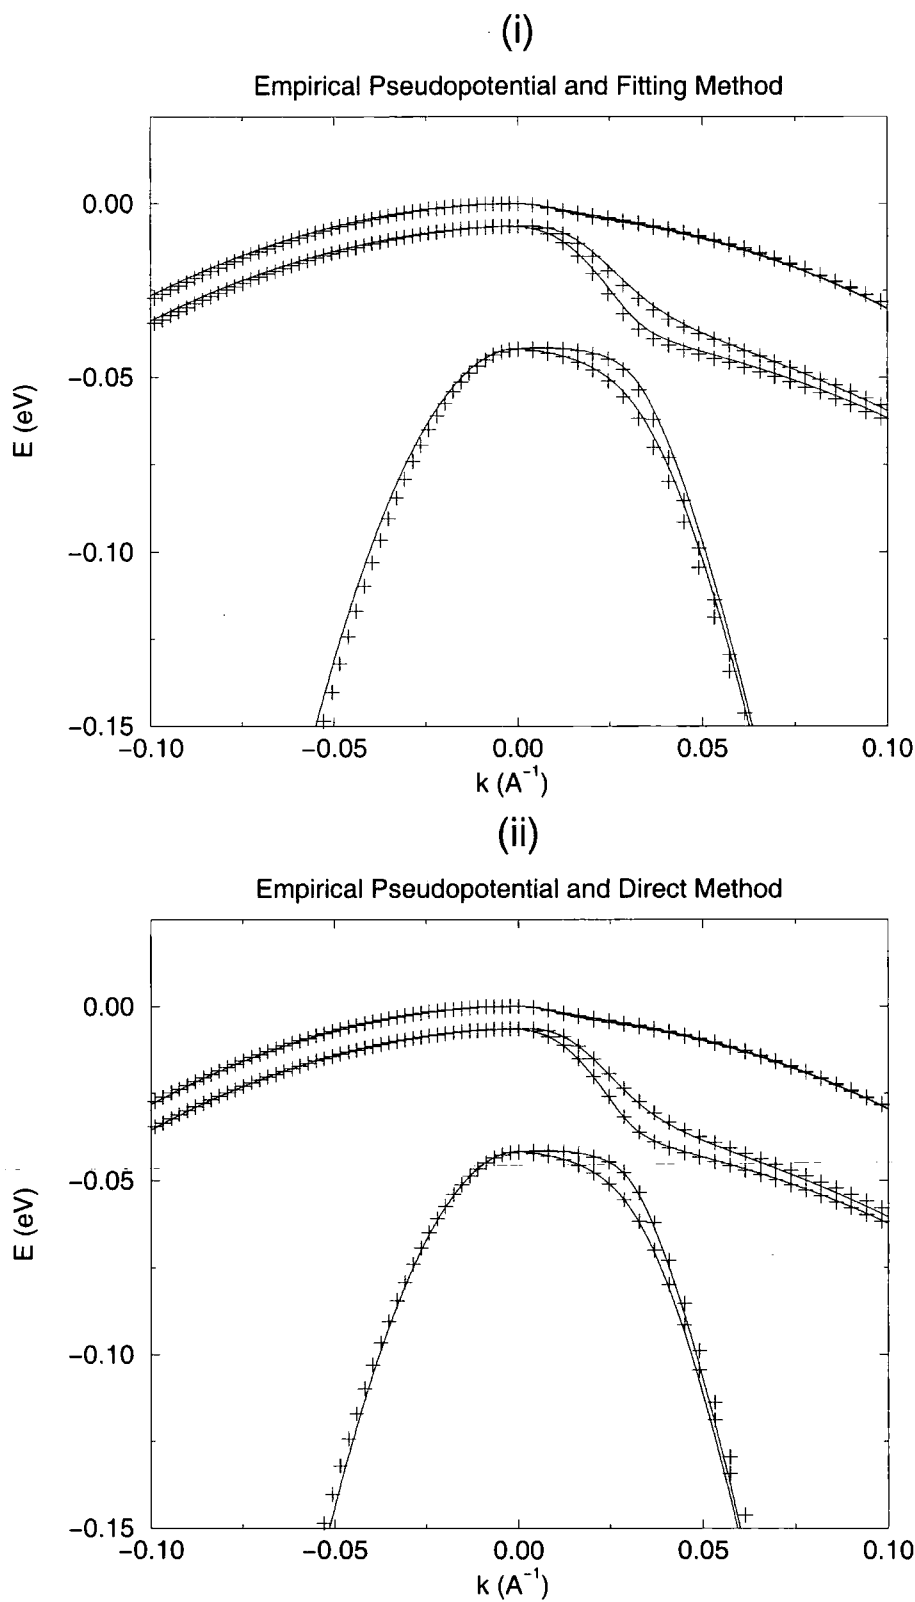 (i)
Empirical Pseudopotential and Fitting Method
0.00
−0.05
−0.10
−0.15
E (eV)
−0.10 −0.05 0.00 0.05 0.10
k (A⁻¹)
(ii)
Empirical Pseudopotential and Direct Method
0.00
−0.05
−0.10
−0.15
E (eV)
−0.10 −0.05 0.00 0.05 0.10
k (A⁻¹)